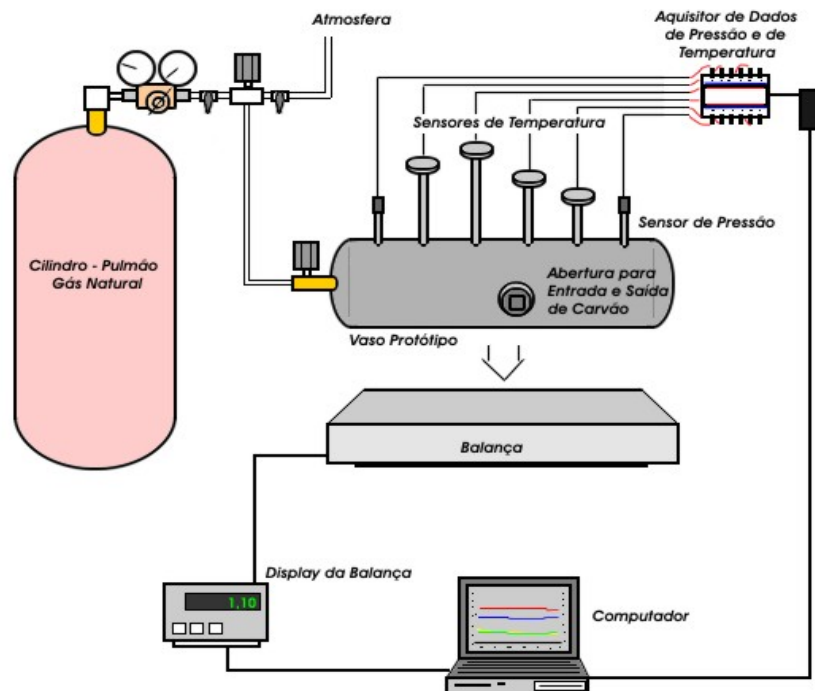 Atmosfera
Aquisitor de Dados
de Pressão e de
Temperatura
Sensores de Temperatura
Sensor de Pressão
Cilindro - Pulmão
Gás Natural
Abertura para
Entrada e Saída
de Carvão
Vaso Protótipo
Balança
Display da Balança
1,10
Computador